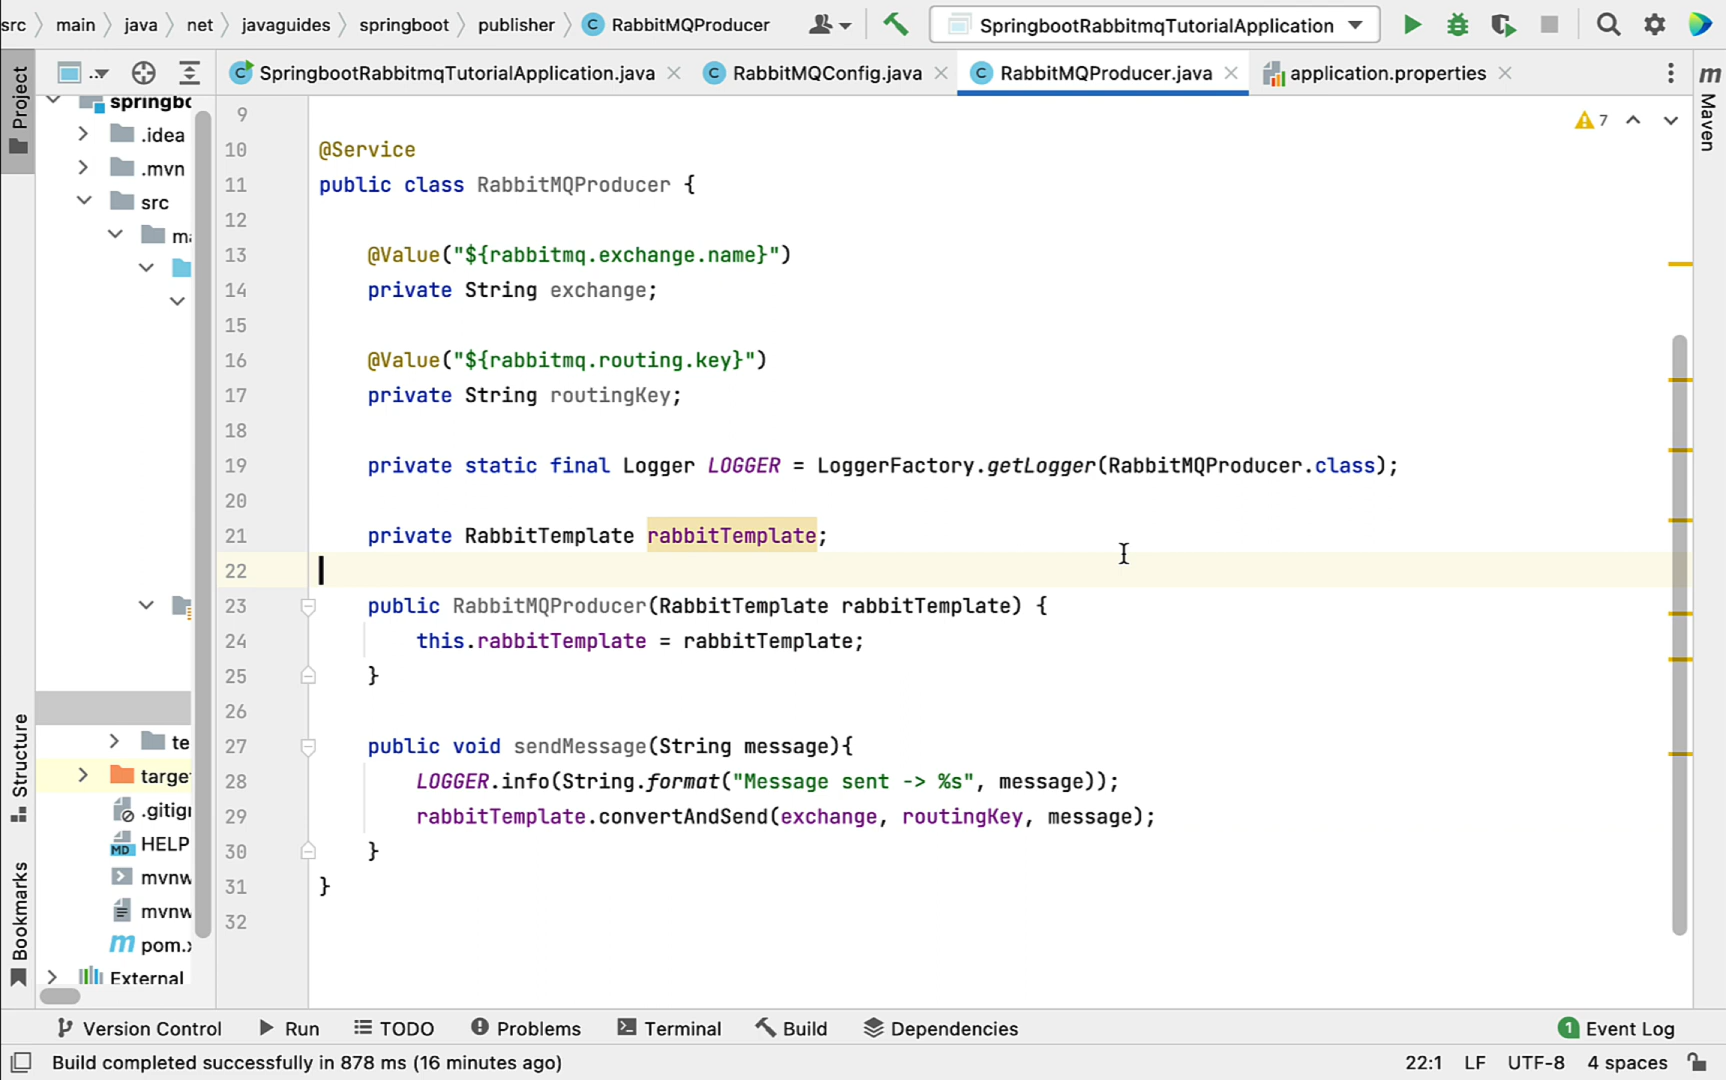 src main java net javaguides springboot publisher RabbitMQProducer SpringbootRabbitmqTutorialApplication
SpringbootRabbitmqTutorialApplication.java RabbitMQConfig.java RabbitMQProducer.java application.properties
Project
Structure
Bookmarks
Maven
springbo
.idea
.mvn
src
ma
te
targe
.gitign
HELP
mvnw
mvnw
pom.x
External
7
9
10 @Service
11 public class RabbitMQProducer {
12
13 @Value("${rabbitmq.exchange.name}")
14 private String exchange;
15
16 @Value("${rabbitmq.routing.key}")
17 private String routingKey;
18
19 private static final Logger LOGGER = LoggerFactory.getLogger(RabbitMQProducer.class);
20
21 private RabbitTemplate rabbitTemplate;
22
23 public RabbitMQProducer(RabbitTemplate rabbitTemplate) {
24 this.rabbitTemplate = rabbitTemplate;
25 }
26
27 public void sendMessage(String message){
28 LOGGER.info(String.format("Message sent -> %s", message));
29 rabbitTemplate.convertAndSend(exchange, routingKey, message);
30 }
31 }
32
Version Control Run TODO Problems Terminal Build Dependencies 1 Event Log
Build completed successfully in 878 ms (16 minutes ago) 22:1 LF UTF-8 4 spaces